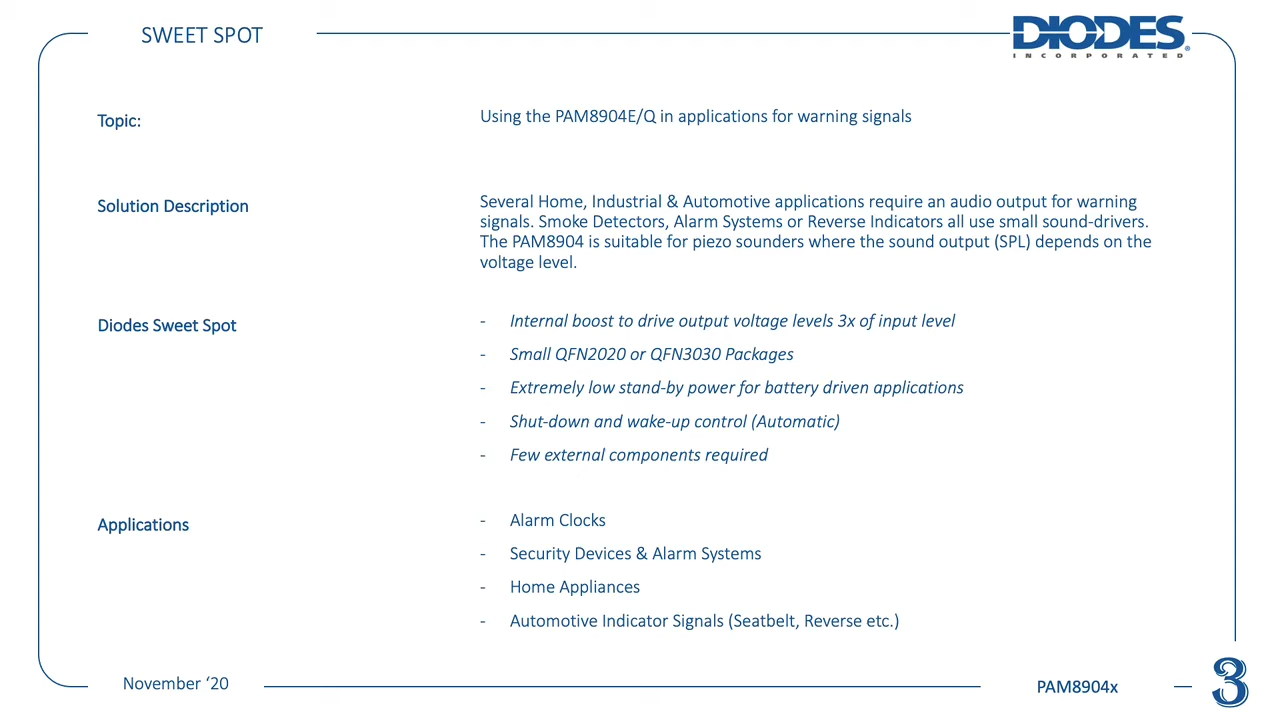 SWEET SPOT
DIODES
INCORPORATED
Topic:
Using the PAM8904E/Q in applications for warning signals
Solution Description
Several Home, Industrial & Automotive applications require an audio output for warning
signals. Smoke Detectors, Alarm Systems or Reverse Indicators all use small sound-drivers.
The PAM8904 is suitable for piezo sounders where the sound output (SPL) depends on the
voltage level.
Diodes Sweet Spot
- Internal boost to drive output voltage levels 3x of input level
- Small QFN2020 or QFN3030 Packages
- Extremely low stand-by power for battery driven applications
- Shut-down and wake-up control (Automatic)
- Few external components required
Applications
- Alarm Clocks
- Security Devices & Alarm Systems
- Home Appliances
- Automotive Indicator Signals (Seatbelt, Reverse etc.)
November ‘20
PAM8904x
3